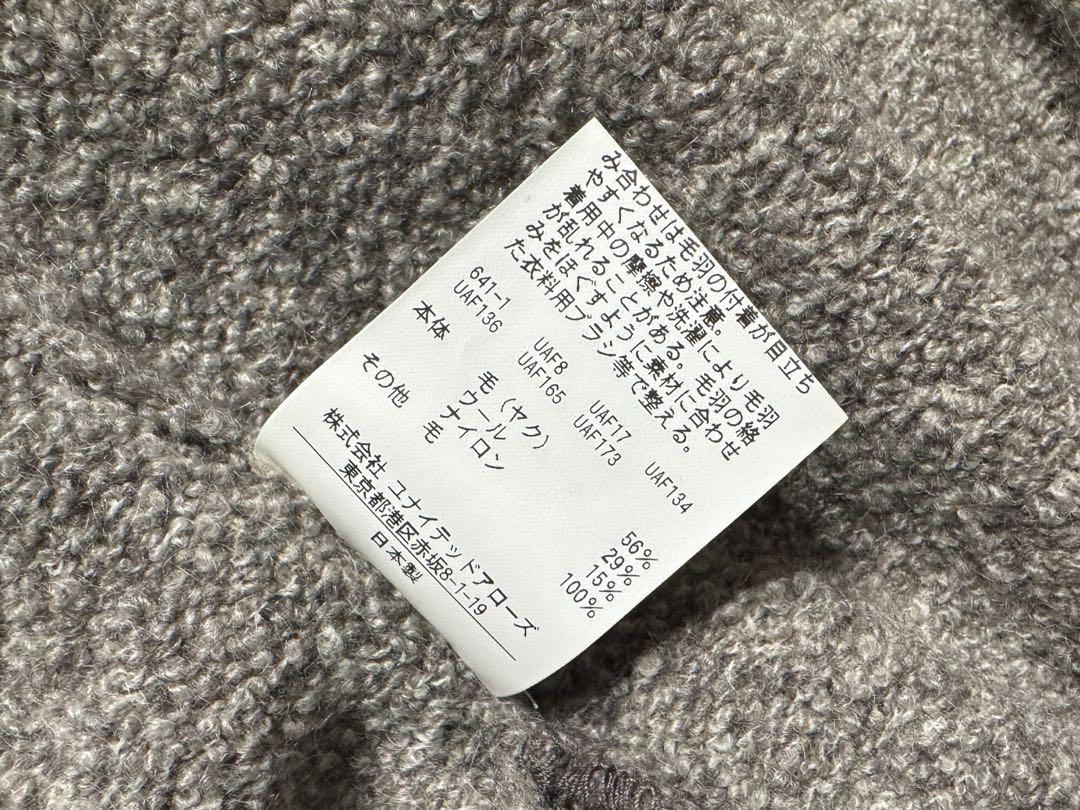 み合わせは毛羽の付着が目立ち
やすくなるため注意。
着用中の摩擦や洗濯により毛羽
が乱れることがある。毛羽の絡
みをほぐすように素材に合わせ
た衣料用ブラシ等で整える。
641-1 UAF8 UAF17 UAF134
UAF136 UAF165 UAF173
本体 毛(ヤク) 56%
ウール 29%
ナイロン 15%
その他 毛 100%
株式会社 ユナイテッドアローズ
東京都港区赤坂8-1-19
日本製